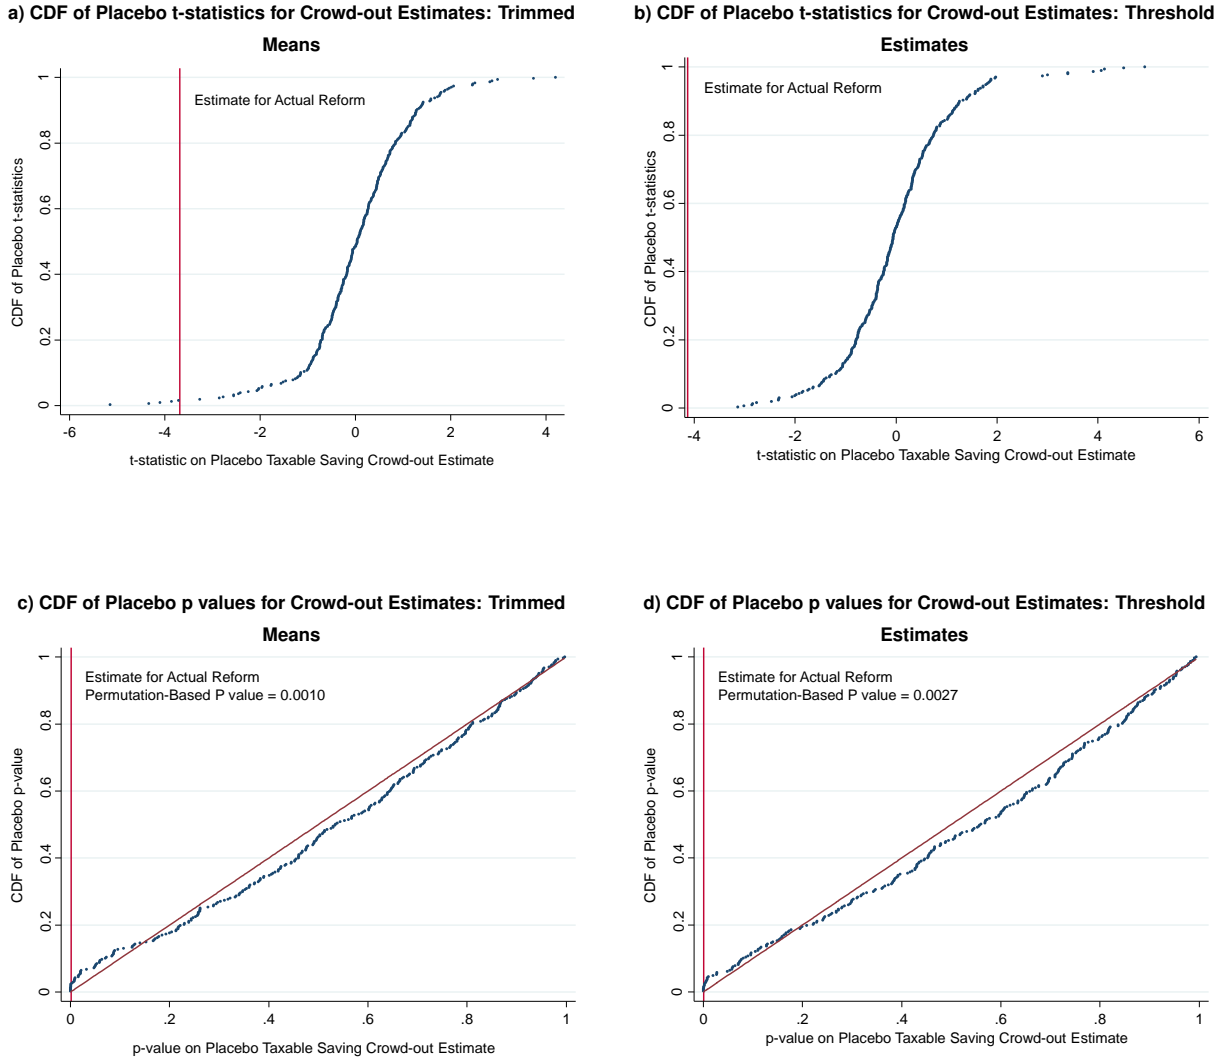 a) CDF of Placebo t-statistics for Crowd-out Estimates: Trimmed
Means
CDF of Placebo t-statistics
1
0.8
0.6
0.4
0.2
0
Estimate for Actual Reform
-6 -4 -2 0 2 4
t-statistic on Placebo Taxable Saving Crowd-out Estimate
b) CDF of Placebo t-statistics for Crowd-out Estimates: Threshold
Estimates
CDF of Placebo t-statistics
1
0.8
0.6
0.4
0.2
0
Estimate for Actual Reform
-4 -2 0 2 4 6
t-statistic on Placebo Taxable Saving Crowd-out Estimate
c) CDF of Placebo p values for Crowd-out Estimates: Trimmed
Means
CDF of Placebo p-value
1
0.8
0.6
0.4
0.2
0
Estimate for Actual Reform
Permutation-Based P value = 0.0010
0 .2 .4 .6 .8 1
p-value on Placebo Taxable Saving Crowd-out Estimate
d) CDF of Placebo p values for Crowd-out Estimates: Threshold
Estimates
CDF of Placebo p-value
1
0.8
0.6
0.4
0.2
0
Estimate for Actual Reform
Permutation-Based P value = 0.0027
0 .2 .4 .6 .8 1
p-value on Placebo Taxable Saving Crowd-out Estimate